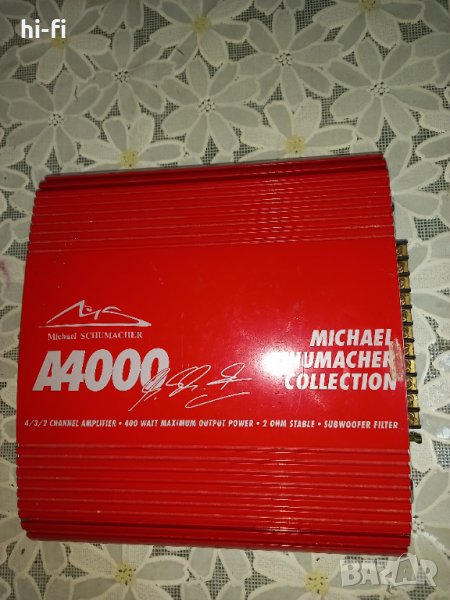 hi-fi
Michael SCHUMACHER
A4000
MICHAEL
SCHUMACHER
COLLECTION
4/3/2 CHANNEL AMPLIFIER • 400 WATT MAXIMUM OUTPUT POWER • 2 OHM STABLE • SUBWOOFER FILTER
BAZAR